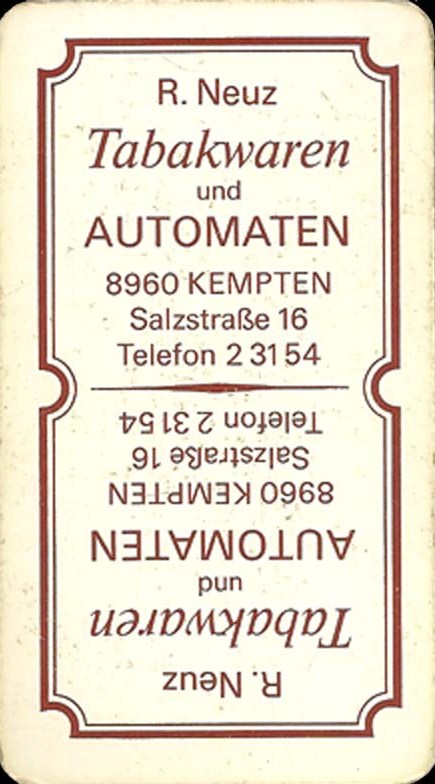 R. Neuz
Tabakwaren
und
AUTOMATEN
8960 KEMPTEN
Salzstraße 16
Telefon 2 31 54
R. Neuz
Tabakwaren
und
AUTOMATEN
8960 KEMPTEN
Salzstraße 16
Telefon 2 31 54